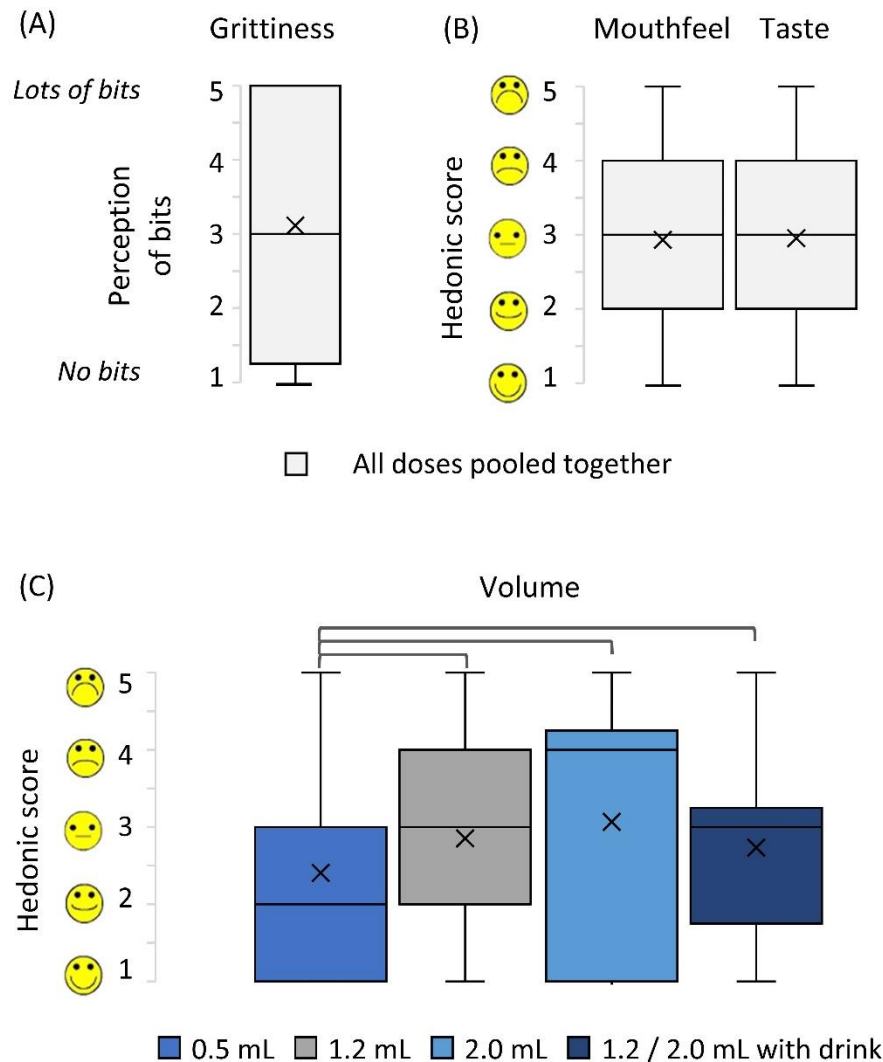 (A)
Grittiness
Lots of bits
5
4
3
2
1
Perception
of bits
No bits
(B)
Mouthfeel Taste
5
4
3
2
1
Hedonic score
All doses pooled together
(C)
Volume
5
4
3
2
1
Hedonic score
0.5 mL 1.2 mL 2.0 mL 1.2 / 2.0 mL with drink